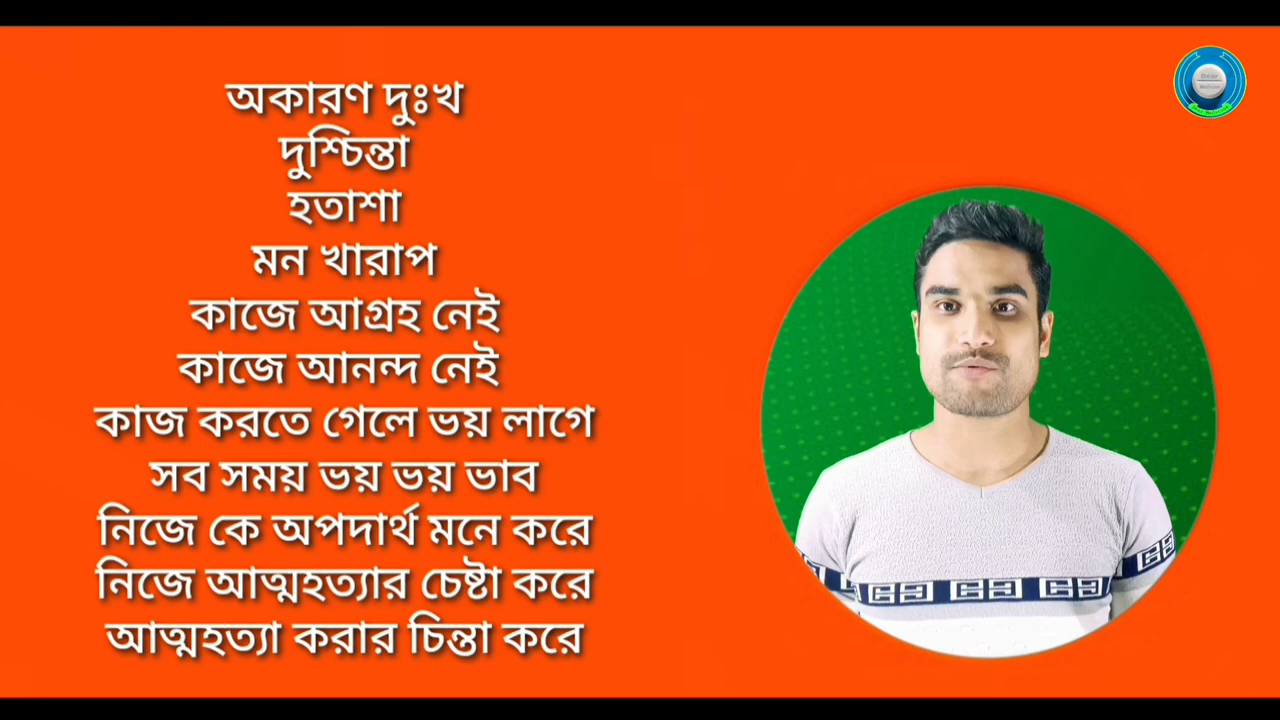 অকারণ দুঃখ
দুশ্চিন্তা
হতাশা
মন খারাপ
কাজে আগ্রহ নেই
কাজে আনন্দ নেই
কাজ করতে গেলে ভয় লাগে
সব সময় ভয় ভয় ভাব
নিজে কে অপদার্থ মনে করে
নিজে আত্মহত্যার চেষ্টা করে
আত্মহত্যা করার চিন্তা করে